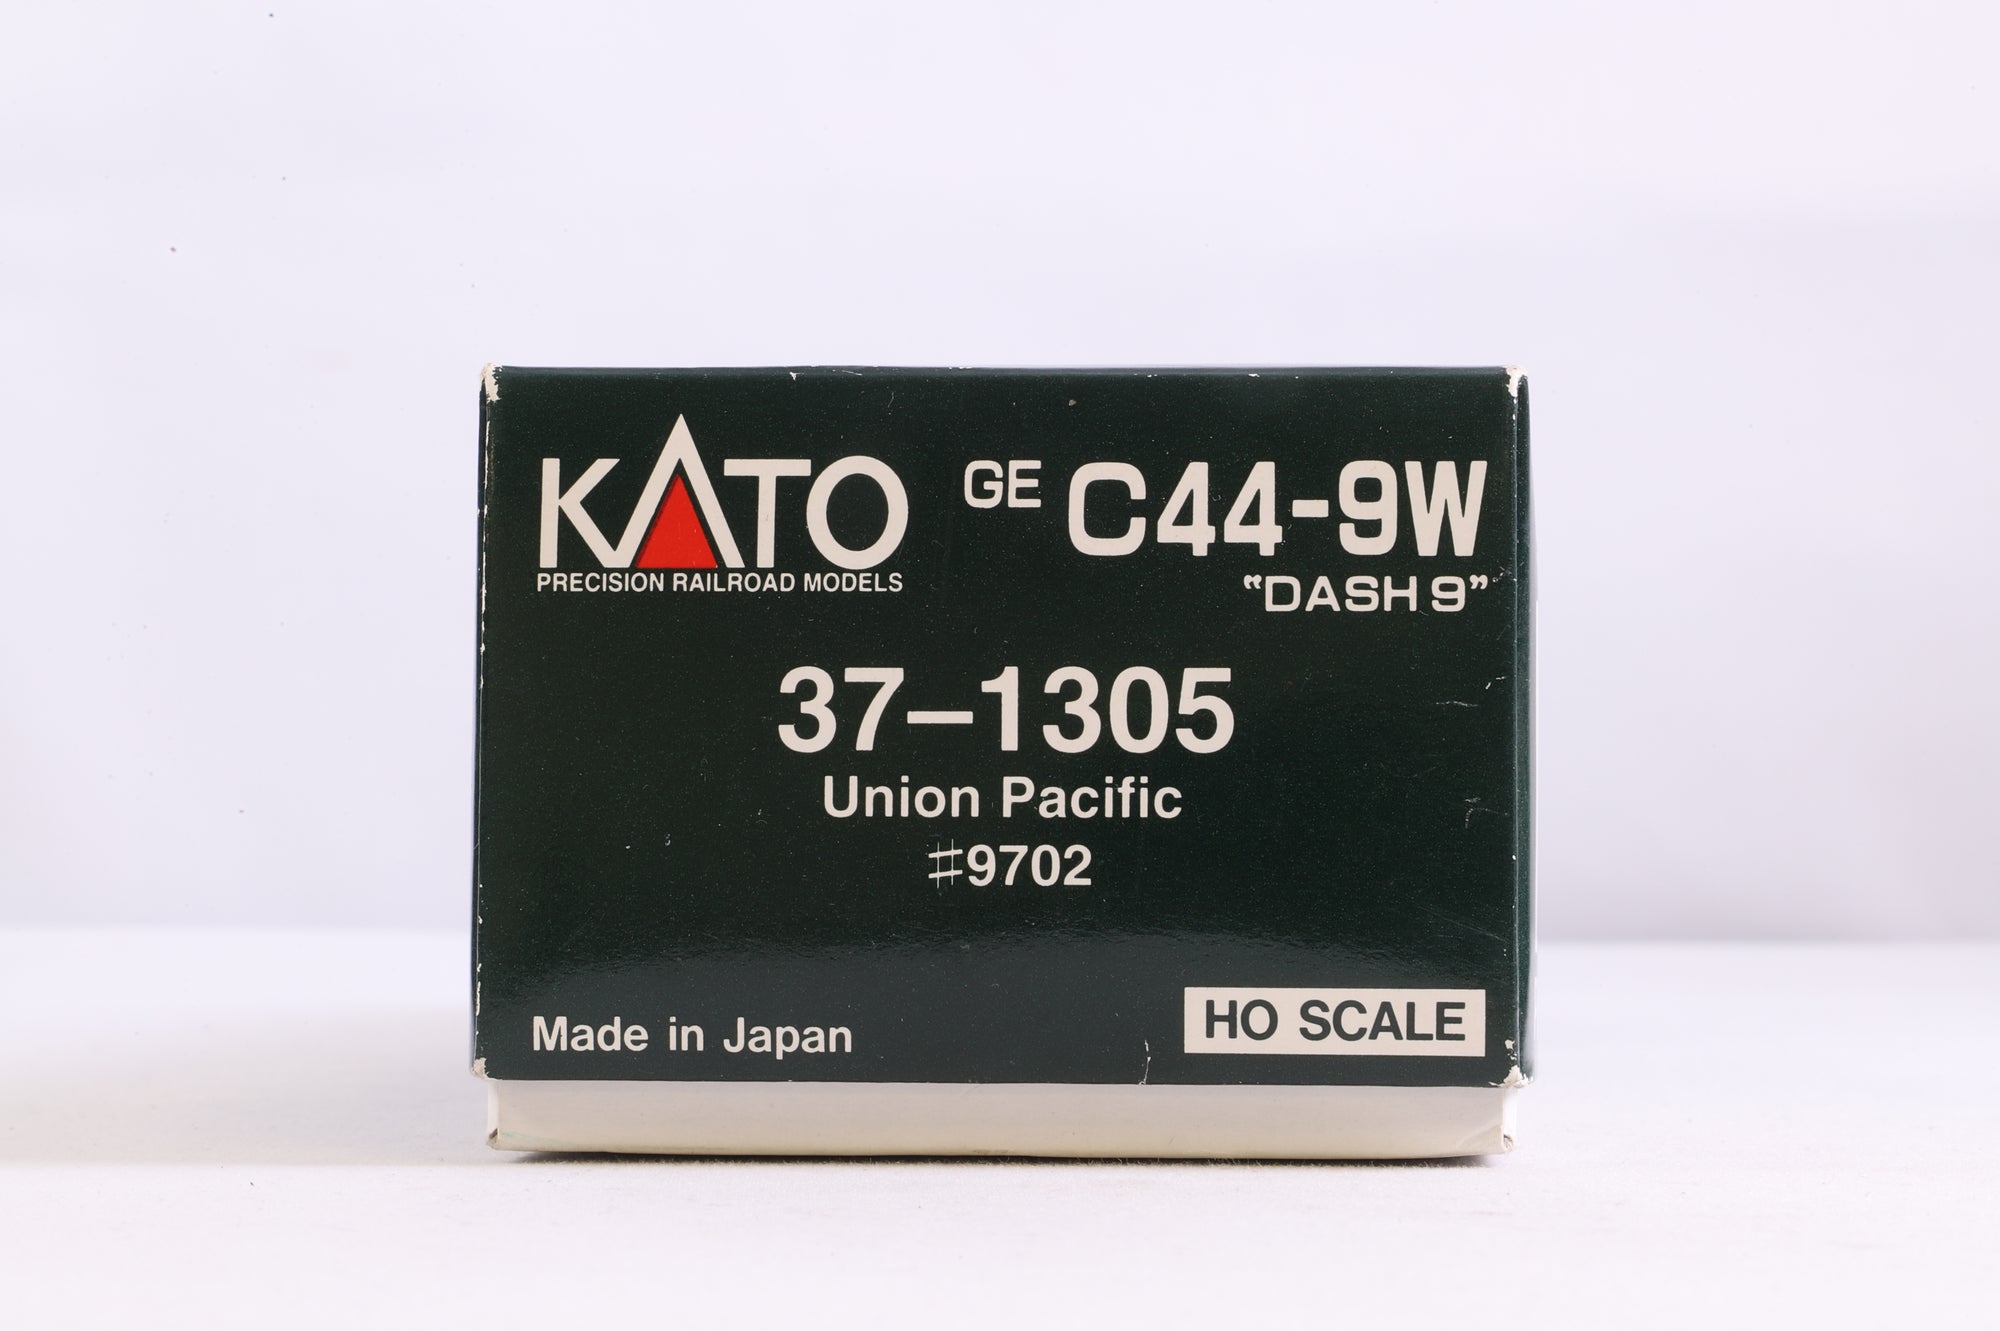 KATO
PRECISION RAILROAD MODELS
GE C44-9W
“DASH 9”
37–1305
Union Pacific
#9702
Made in Japan
HO SCALE